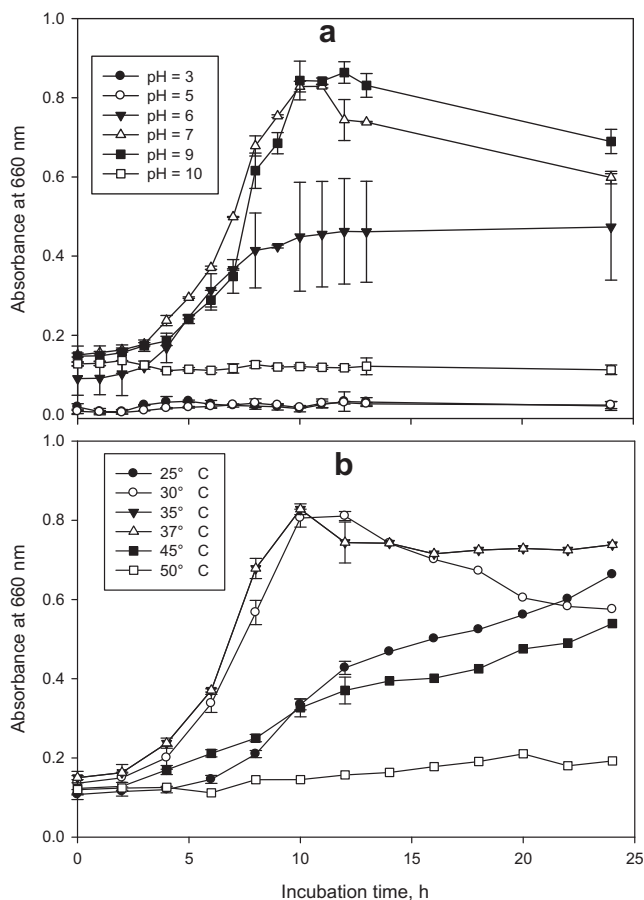 a
pH = 3
pH = 5
pH = 6
pH = 7
pH = 9
pH = 10
Absorbance at 660 nm
1.0
0.8
0.6
0.4
0.2
0.0
b
25° C
30° C
35° C
37° C
45° C
50° C
Absorbance at 660 nm
1.0
0.8
0.6
0.4
0.2
0.0
0 5 10 15 20 25
Incubation time, h